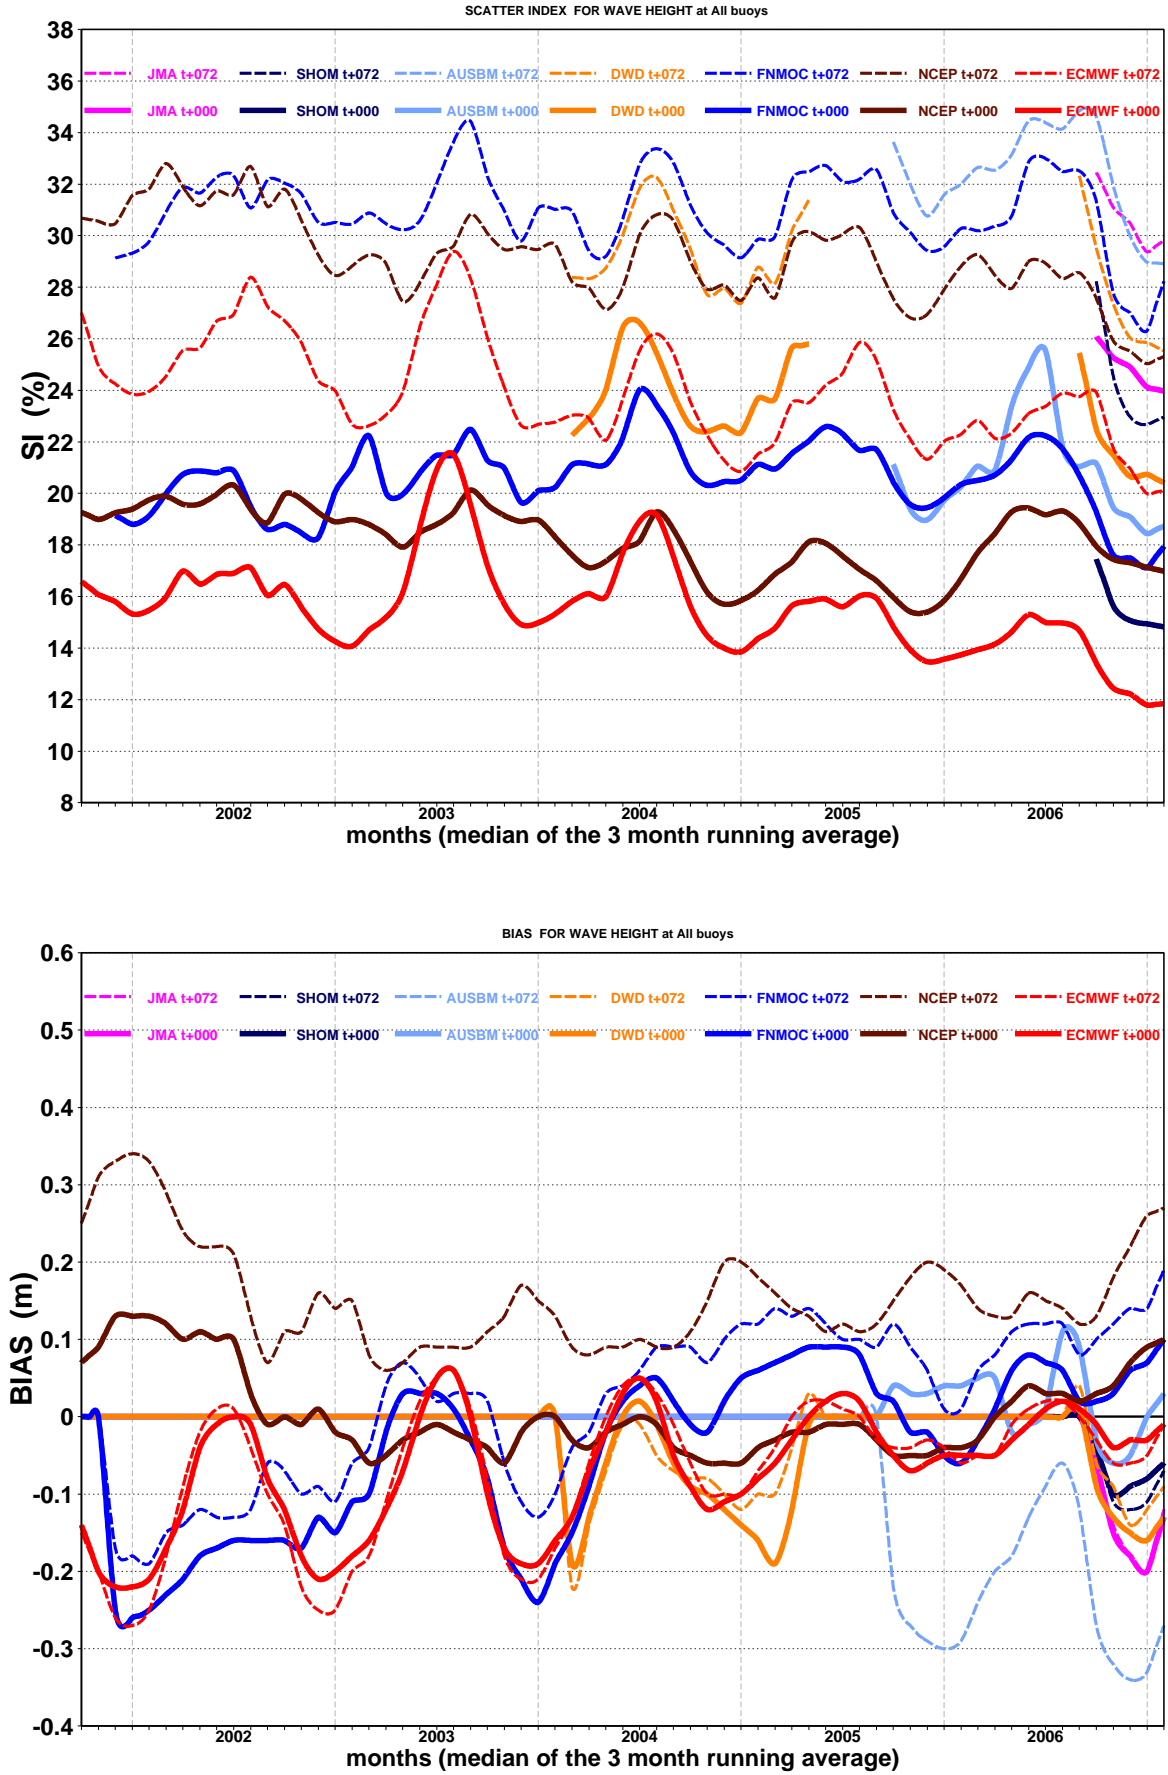 SCATTER INDEX FOR WAVE HEIGHT at All buoys
38
36
JMA t+072 SHOM t+072 AUSBM t+072 DWD t+072 FNMOC t+072 NCEP t+072 ECMWF t+072
JMA t+000 SHOM t+000 AUSBM t+000 DWD t+000 FNMOC t+000 NCEP t+000 ECMWF t+000
34
32
30
28
26
24
SI (%)
22
20
18
16
14
12
10
8
2002 2003 2004 2005 2006
months (median of the 3 month running average)
BIAS FOR WAVE HEIGHT at All buoys
0.6
JMA t+072 SHOM t+072 AUSBM t+072 DWD t+072 FNMOC t+072 NCEP t+072 ECMWF t+072
0.5
JMA t+000 SHOM t+000 AUSBM t+000 DWD t+000 FNMOC t+000 NCEP t+000 ECMWF t+000
0.4
0.3
0.2
0.1
BIAS (m)
0
-0.1
-0.2
-0.3
-0.4
2002 2003 2004 2005 2006
months (median of the 3 month running average)